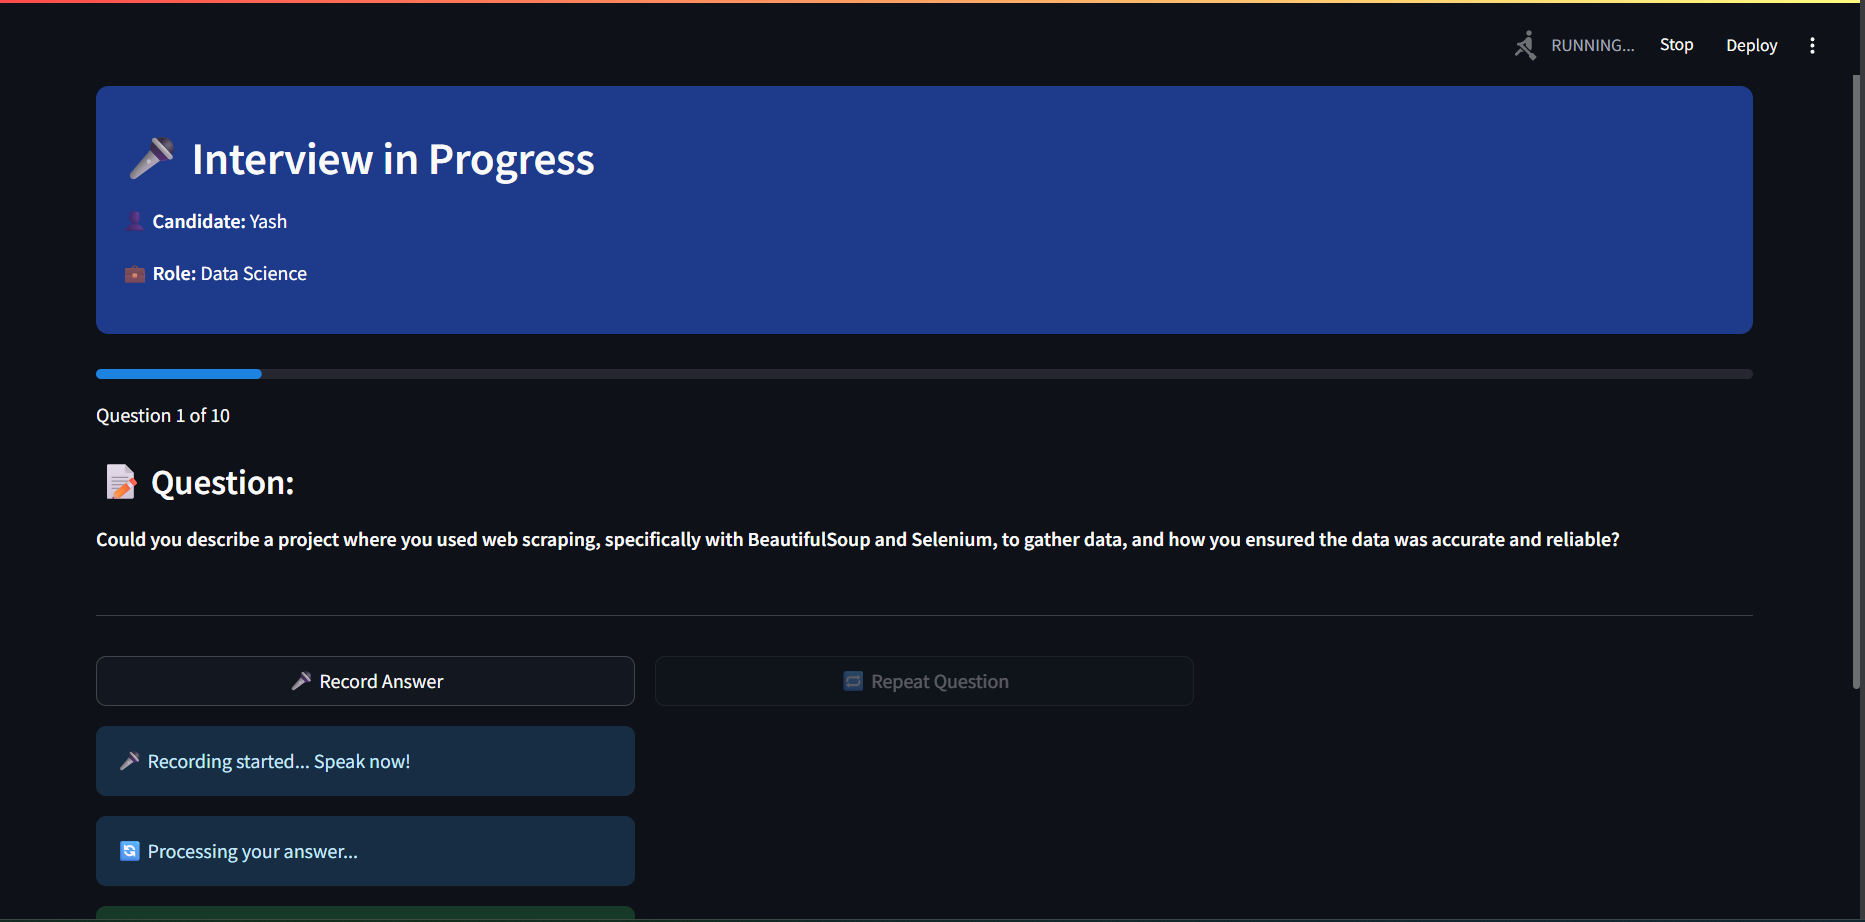 RUNNING...
Stop
Deploy
Interview in Progress
Candidate: Yash
Role: Data Science
Question 1 of 10
Question:
Could you describe a project where you used web scraping, specifically with BeautifulSoup and Selenium, to gather data, and how you ensured the data was accurate and reliable?
Record Answer
Repeat Question
Recording started... Speak now!
Processing your answer...